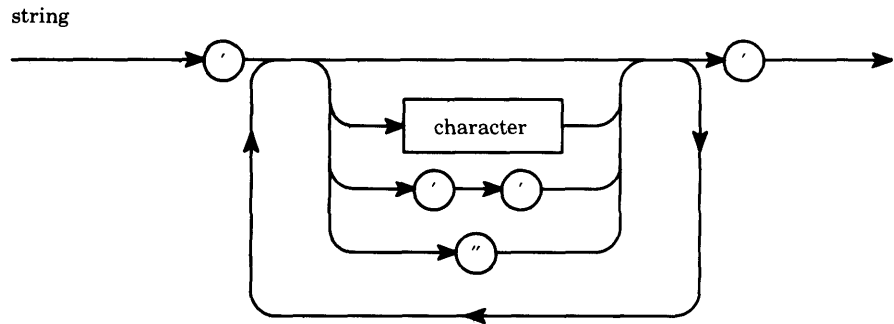 string
' '
character
' '
"